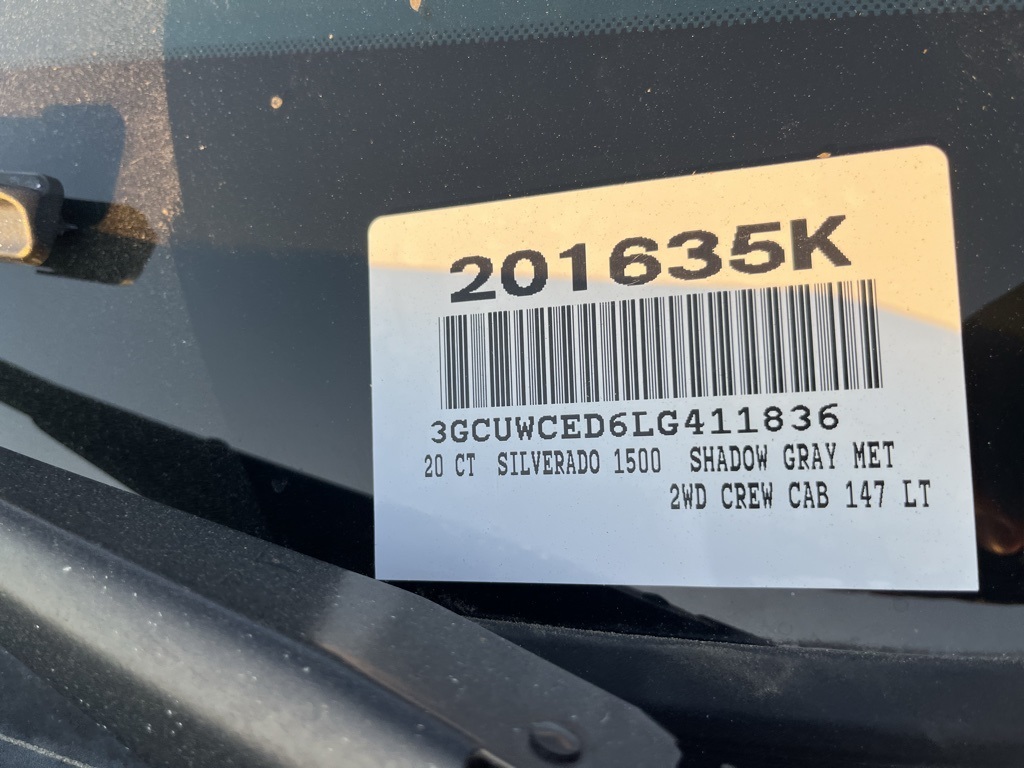 201635K
3GCUWCED6LG411836
20 CT SILVERADO 1500 SHADOW GRAY MET
2WD CREW CAB 147 LT